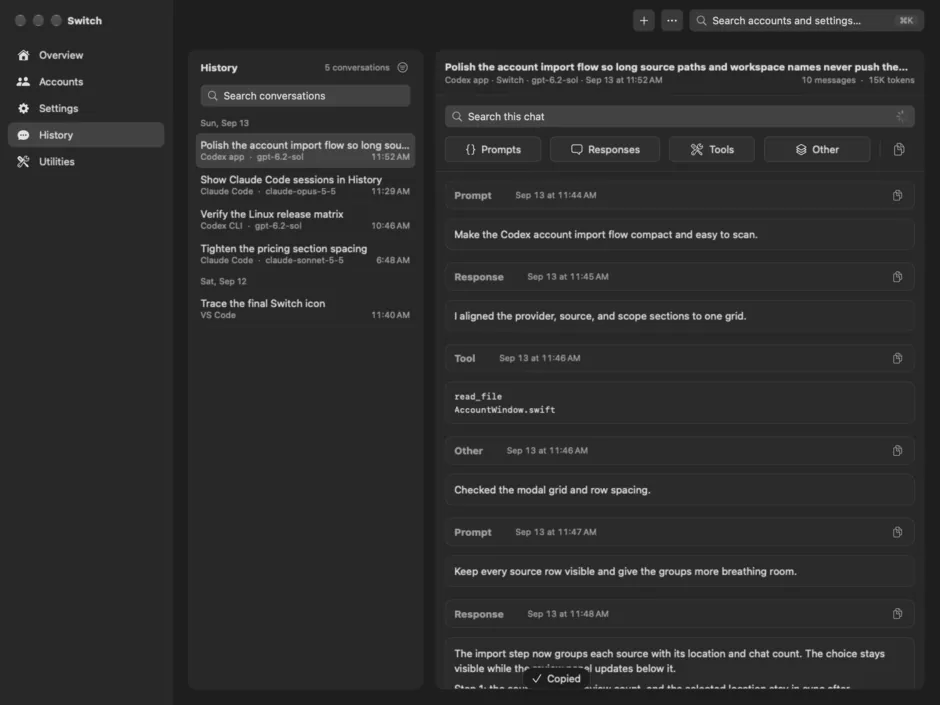 Switch
Search accounts and settings... ⌘K
Overview
Accounts
Settings
History
Utilities
History 5 conversations
Search conversations
Sun, Sep 13
Polish the account import flow so long sou...
Codex app · gpt-6.2-sol 11:52 AM
Show Claude Code sessions in History
Claude Code · claude-opus-5-5 11:29 AM
Verify the Linux release matrix
Codex CLI · gpt-6.2-sol 10:46 AM
Tighten the pricing section spacing
Claude Code · claude-sonnet-5-5 6:48 AM
Sat, Sep 12
Trace the final Switch icon
VS Code 11:40 AM
Polish the account import flow so long source paths and workspace names never push the...
Codex app · Switch · gpt-6.2-sol · Sep 13 at 11:52 AM 10 messages · 15K tokens
Search this chat
{} Prompts Responses Tools Other
Prompt Sep 13 at 11:44 AM
Make the Codex account import flow compact and easy to scan.
Response Sep 13 at 11:45 AM
I aligned the provider, source, and scope sections to one grid.
Tool Sep 13 at 11:46 AM
read_file
AccountWindow.swift
Other Sep 13 at 11:46 AM
Checked the modal grid and row spacing.
Prompt Sep 13 at 11:47 AM
Keep every source row visible and give the groups more breathing room.
Response Sep 13 at 11:48 AM
The import step now groups each source with its location and chat count. The choice stays
visible while the updates below it.
Copied